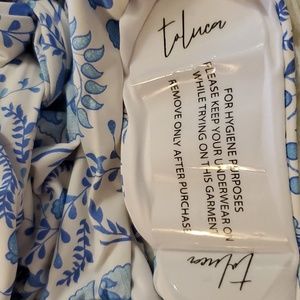 toluca
FOR HYGIENE PURPOSES
PLEASE KEEP YOUR UNDERWEAR ON
WHILE TRYING ON THIS GARMENT
REMOVE ONLY AFTER PURCHASE
toluca